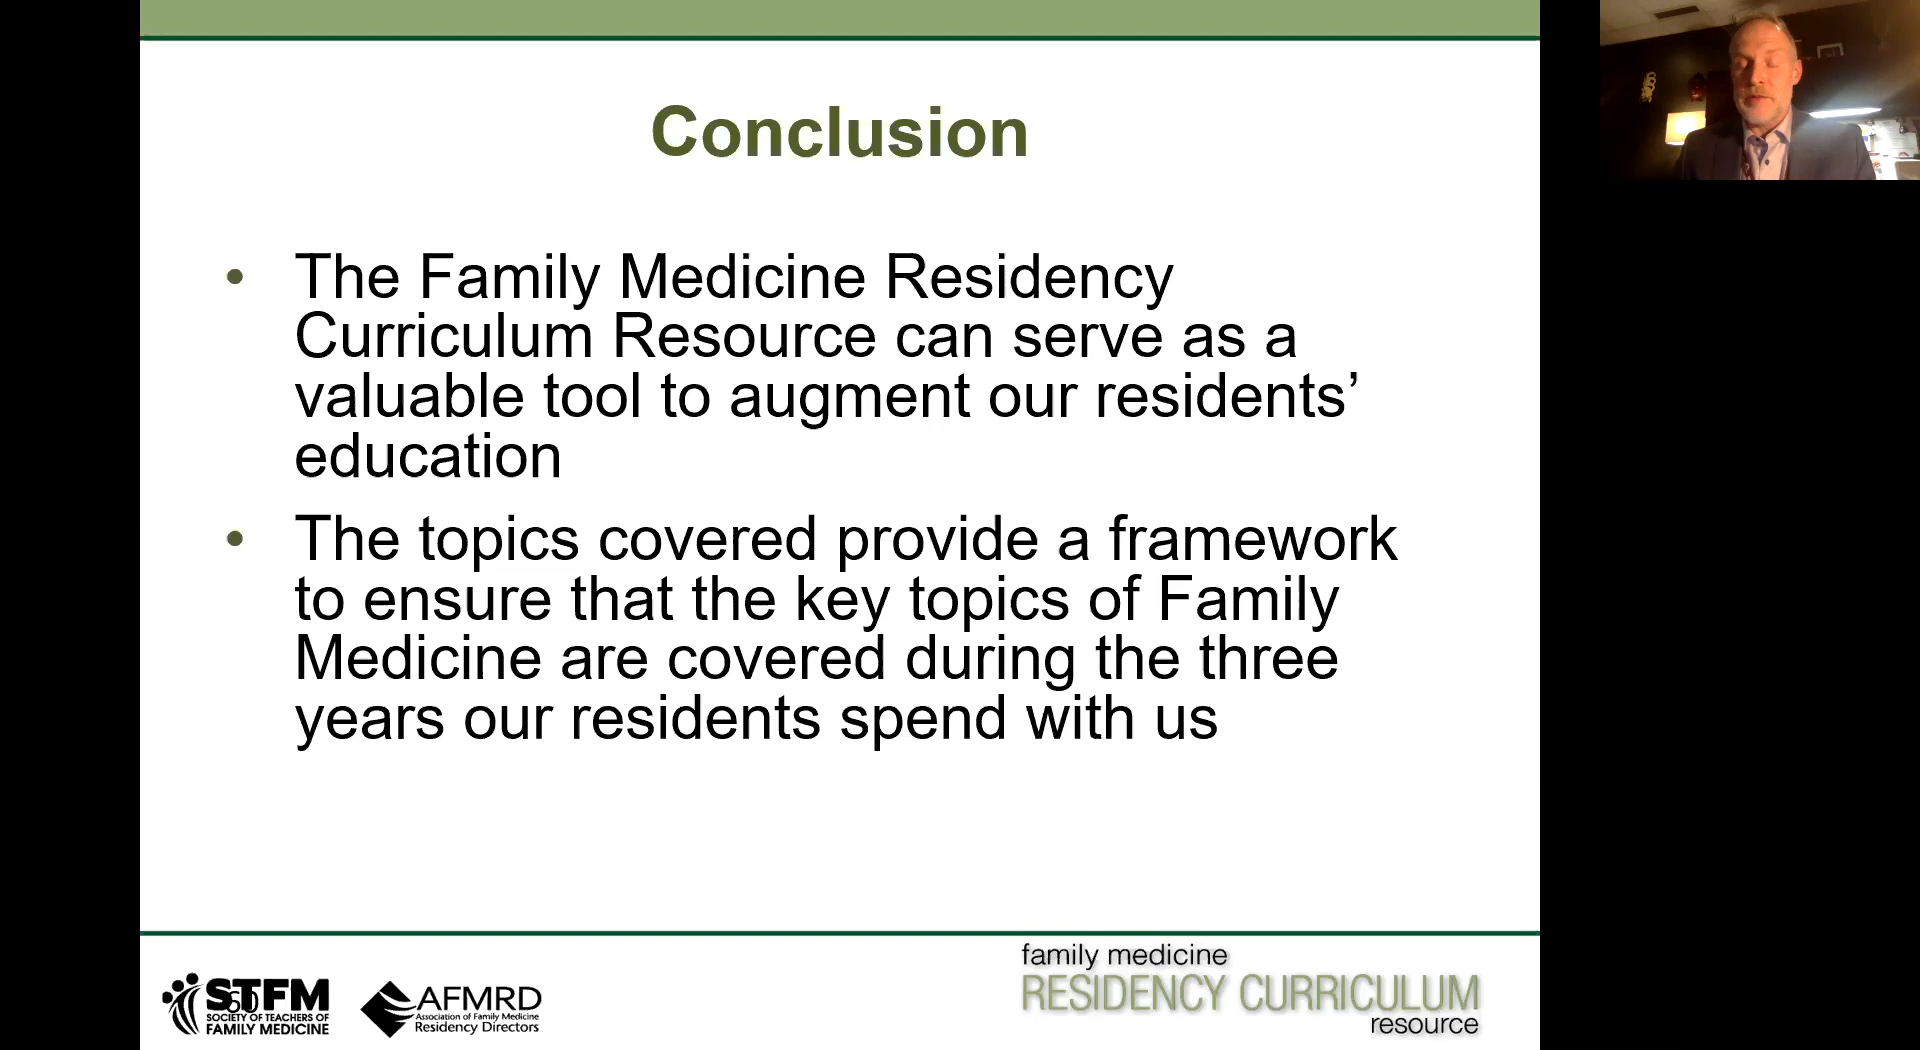 Conclusion
• The Family Medicine Residency
Curriculum Resource can serve as a
valuable tool to augment our residents’
education
• The topics covered provide a framework
to ensure that the key topics of Family
Medicine are covered during the three
years our residents spend with us
STFM
60
SOCIETY OF TEACHERS OF
FAMILY MEDICINE
AFMRD
Association of Family Medicine
Residency Directors
family medicine
RESIDENCY CURRICULUM
resource